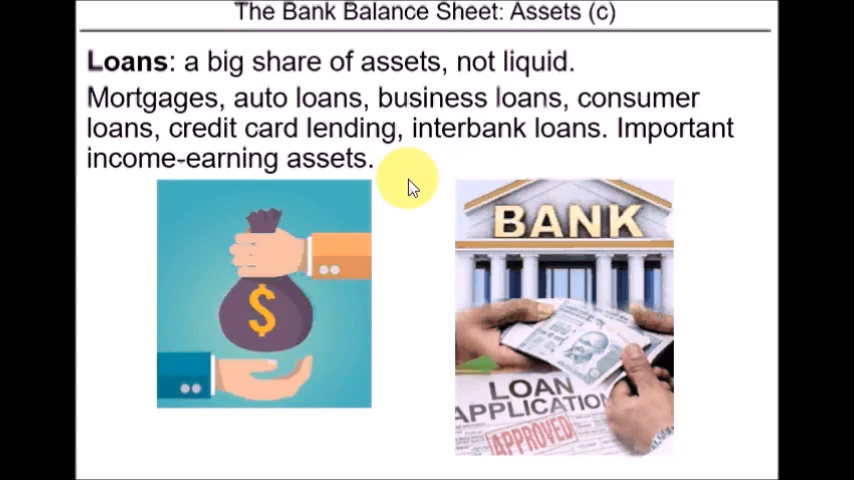 The Bank Balance Sheet: Assets (c)
Loans: a big share of assets, not liquid.
Mortgages, auto loans, business loans, consumer
loans, credit card lending, interbank loans. Important
income-earning assets.
$
BANK
LOAN
APPLICATION
APPROVED